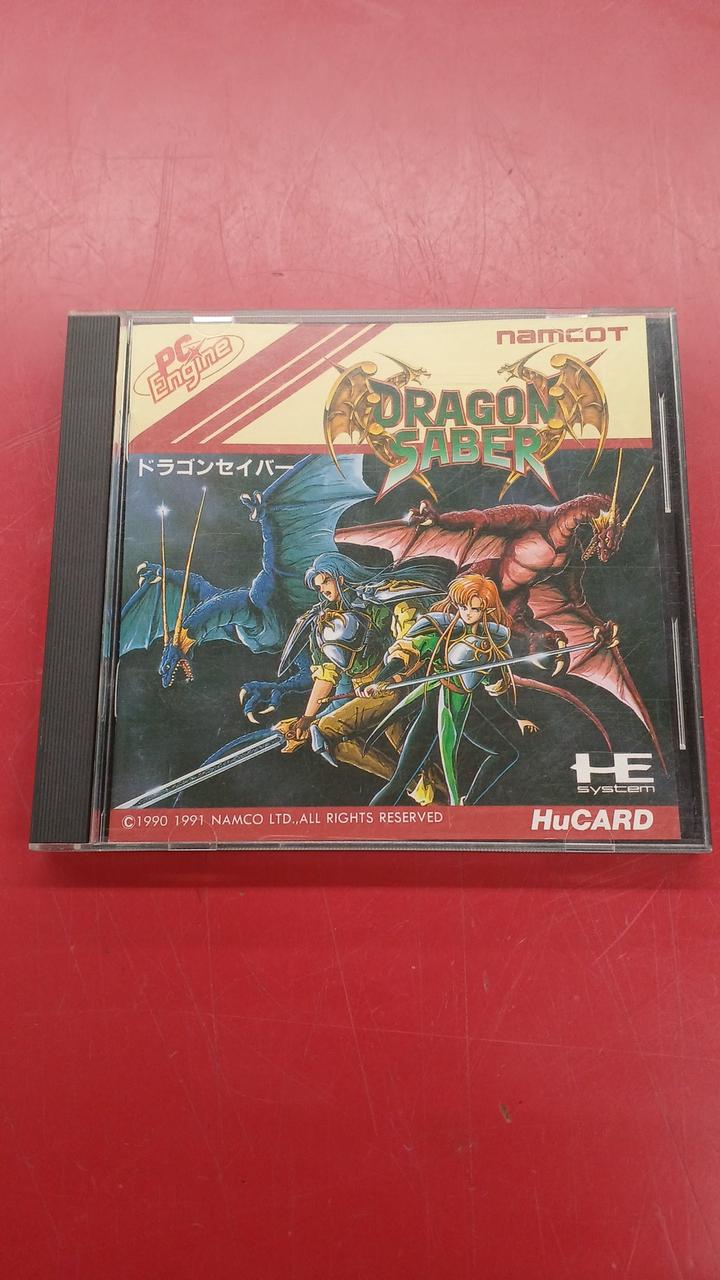 PC Engine
namcoT
DRAGON
SABER
ドラゴンセイバー
HE
system
©1990 1991 NAMCO LTD.,ALL RIGHTS RESERVED
HuCARD